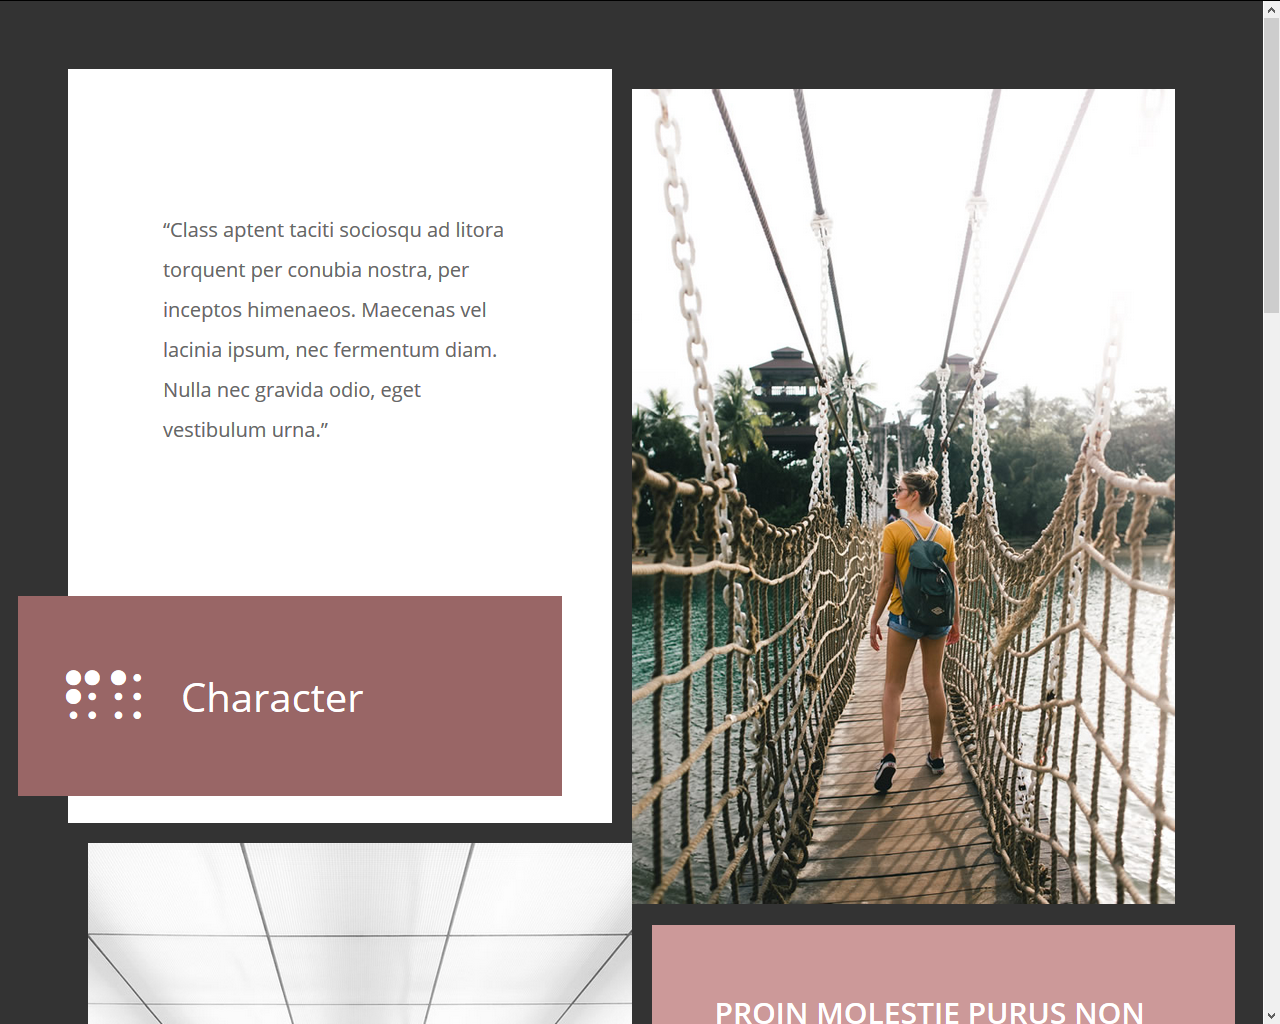 “Class aptent taciti sociosqu ad litora
torquent per conubia nostra, per
inceptos himenaeos. Maecenas vel
lacinia ipsum, nec fermentum diam.
Nulla nec gravida odio, eget
vestibulum urna.”
Character
PROIN MOLESTIE PURUS NON